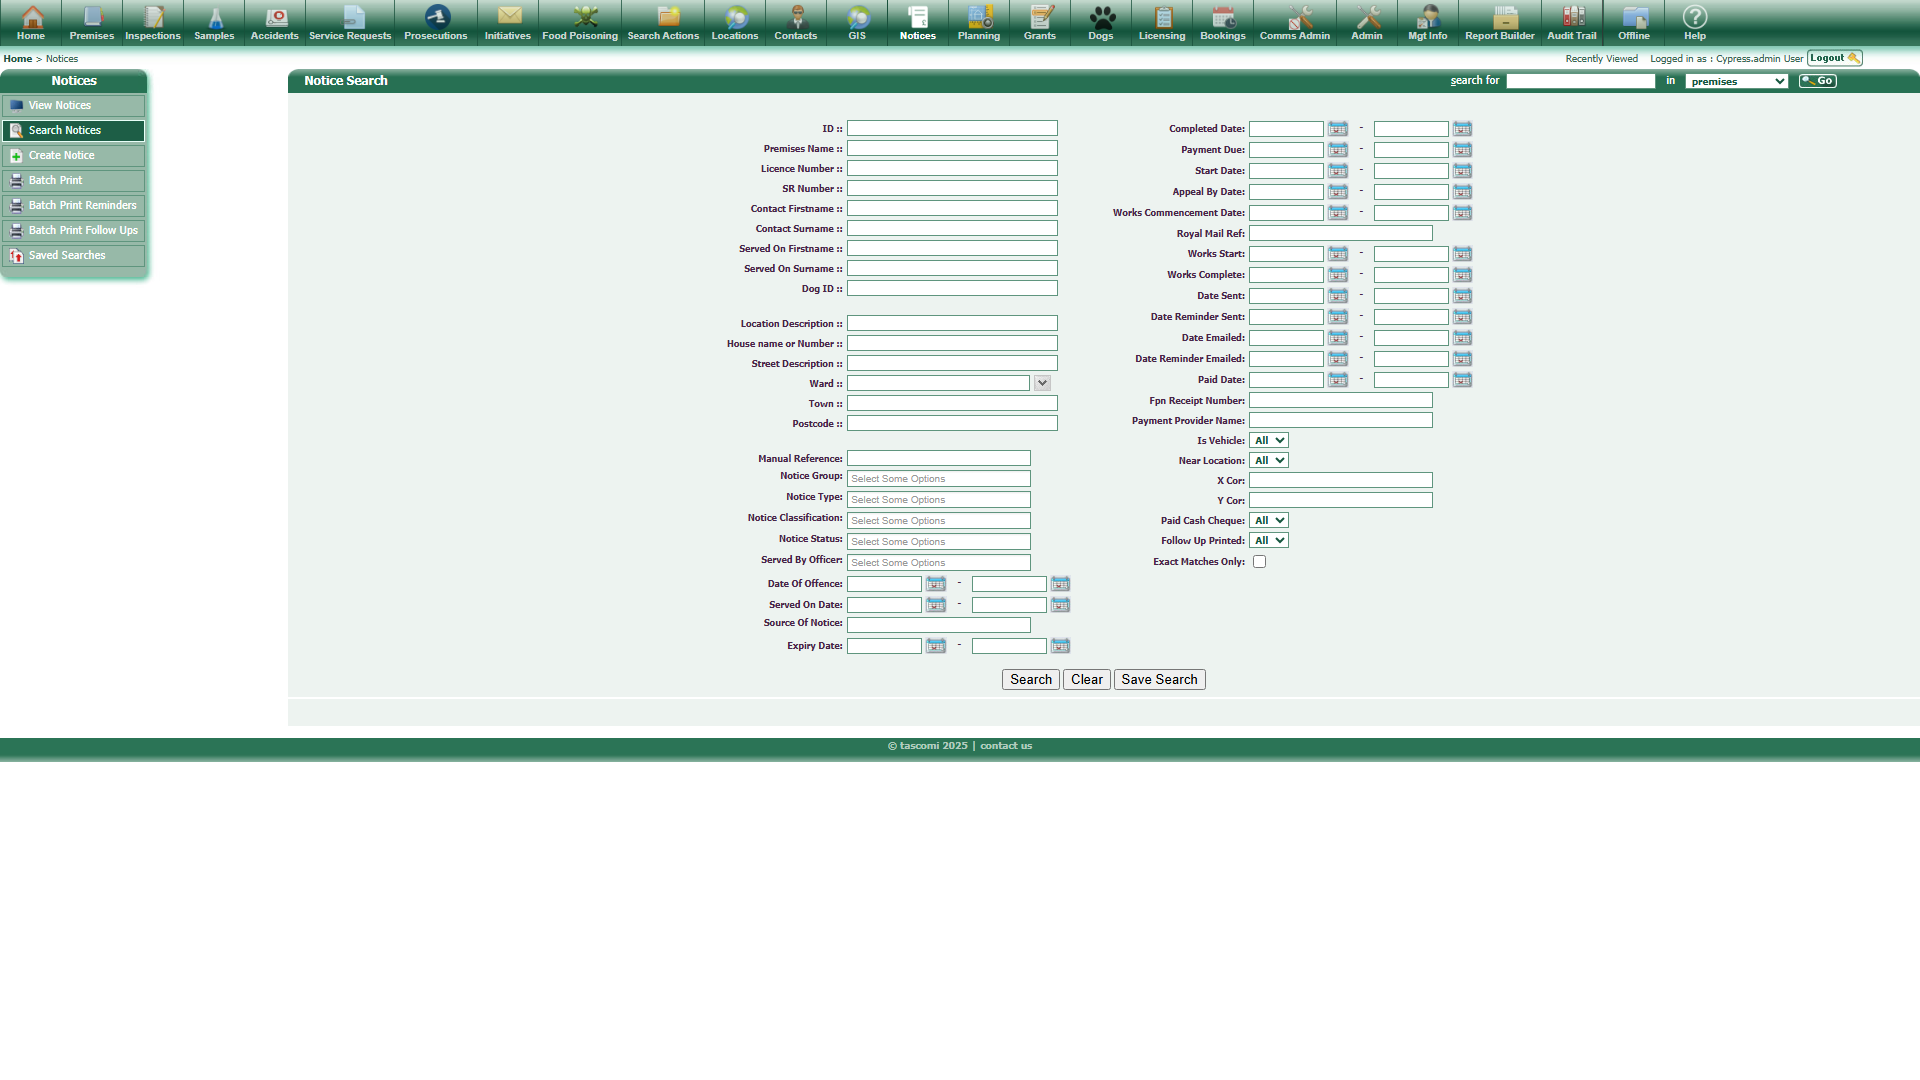 Home Premises Inspections Samples Accidents Service Requests Prosecutions Initiatives Food Poisoning Search Actions Locations Contacts GIS Notices Planning Grants Dogs Licensing Bookings Comms Admin Admin Mgt Info Report Builder Audit Trail Offline Help
Home > Notices
Recently Viewed Logged in as : Cypress.admin User Logout
Notices
View Notices
Search Notices
Create Notice
Batch Print
Batch Print Reminders
Batch Print Follow Ups
Saved Searches
Notice Search
search for in premises Go
ID ::
Premises Name ::
Licence Number ::
SR Number ::
Contact Firstname ::
Contact Surname ::
Served On Firstname ::
Served On Surname ::
Dog ID ::
Location Description ::
House name or Number ::
Street Description ::
Ward ::
Town ::
Postcode ::
Manual Reference:
Notice Group: Select Some Options
Notice Type: Select Some Options
Notice Classification: Select Some Options
Notice Status: Select Some Options
Served By Officer: Select Some Options
Date Of Offence: -
Served On Date: -
Source Of Notice:
Expiry Date: -
Completed Date: -
Payment Due: -
Start Date: -
Appeal By Date: -
Works Commencement Date: -
Royal Mail Ref:
Works Start: -
Works Complete: -
Date Sent: -
Date Reminder Sent: -
Date Emailed: -
Date Reminder Emailed: -
Paid Date: -
Fpn Receipt Number:
Payment Provider Name:
Is Vehicle: All
Near Location: All
X Cor:
Y Cor:
Paid Cash Cheque: All
Follow Up Printed: All
Exact Matches Only:
Search Clear Save Search
© tascomi 2025 | contact us